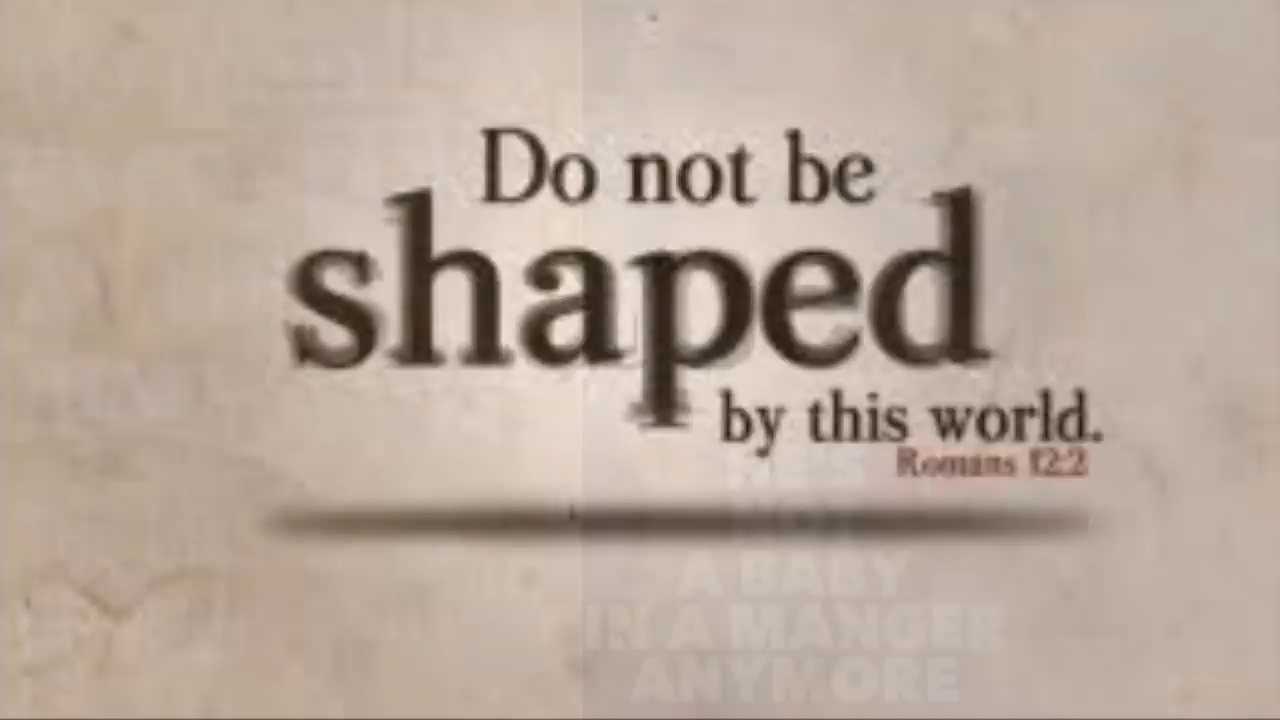 Do not be
shaped
by this world.
Romans 12:2
A BABY
IN A MANGER
ANYMORE